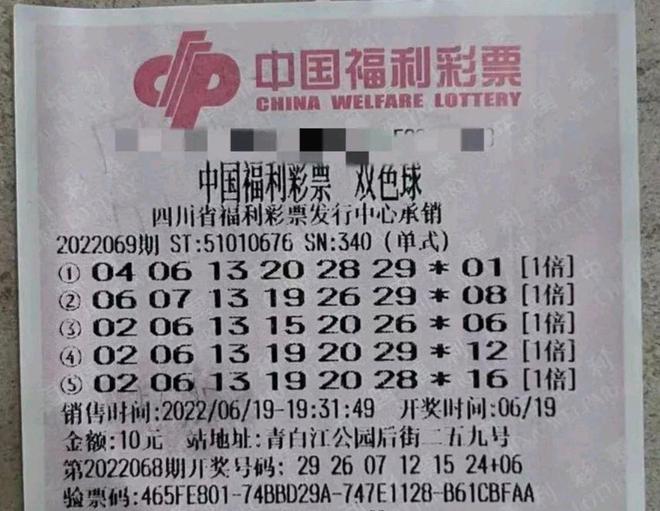 中国福利彩票
CHINA WELFARE LOTTERY
中国福利彩票 双色球
四川省福利彩票发行中心承销
2022069期 ST:51010676 SN:340 (单式)
① 04 06 13 20 28 29 * 01 [1倍]
② 06 07 13 19 26 29 * 08 [1倍]
③ 02 06 13 15 20 26 * 06 [1倍]
④ 02 06 13 19 20 29 * 12 [1倍]
⑤ 02 06 13 19 20 28 * 16 [1倍]
销售时间:2022/06/19-19:31:49 开奖时间:06/19
金额:10元 站地址:青白江公园后街二五九号
第2022068期开奖号码: 29 26 07 12 15 24+06
验票码:465FE801-74BBD29A-747E1128-B61CBFAA